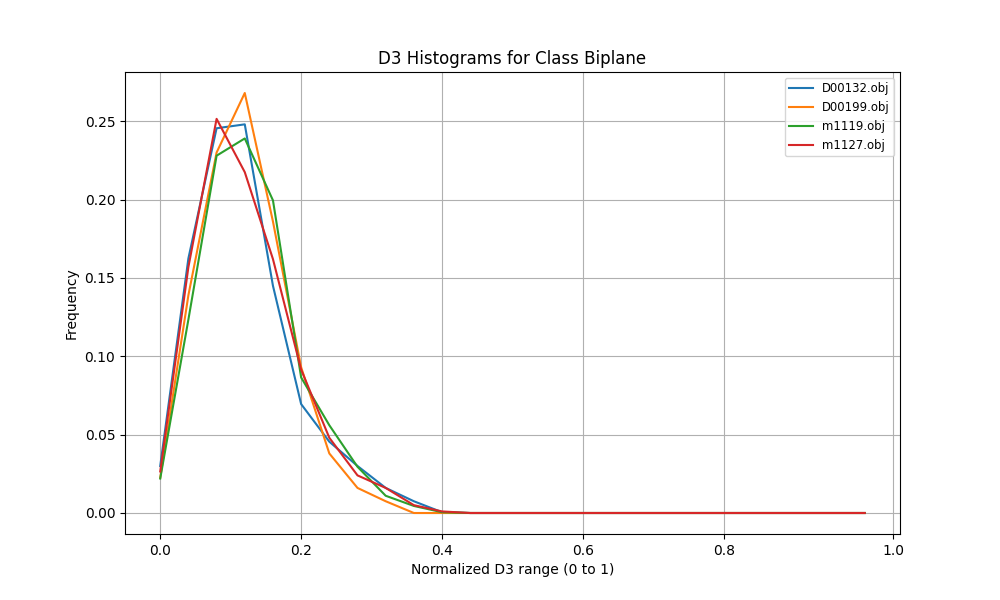 D3 Histograms for Class Biplane
D00132.obj
D00199.obj
m1119.obj
m1127.obj
Frequency
0.25
0.20
0.15
0.10
0.05
0.00
0.0 0.2 0.4 0.6 0.8 1.0
Normalized D3 range (0 to 1)